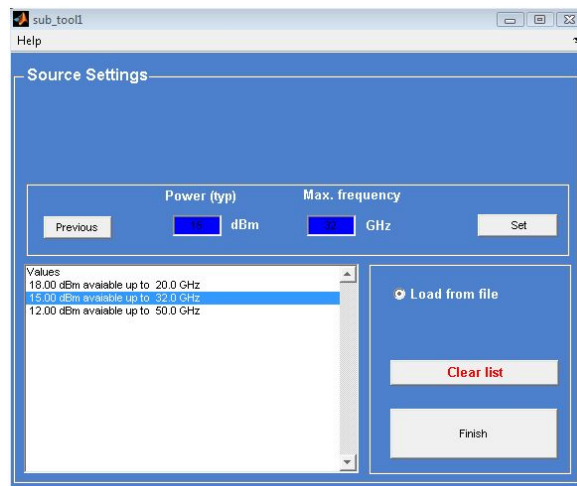 sub_tool1
Help
Source Settings
Power (typ) Max. frequency
Previous 15 dBm 32 GHz Set
Values
18.00 dBm avaiable up to 20.0 GHz
15.00 dBm avaiable up to 32.0 GHz
12.00 dBm avaiable up to 50.0 GHz
Load from file
Clear list
Finish